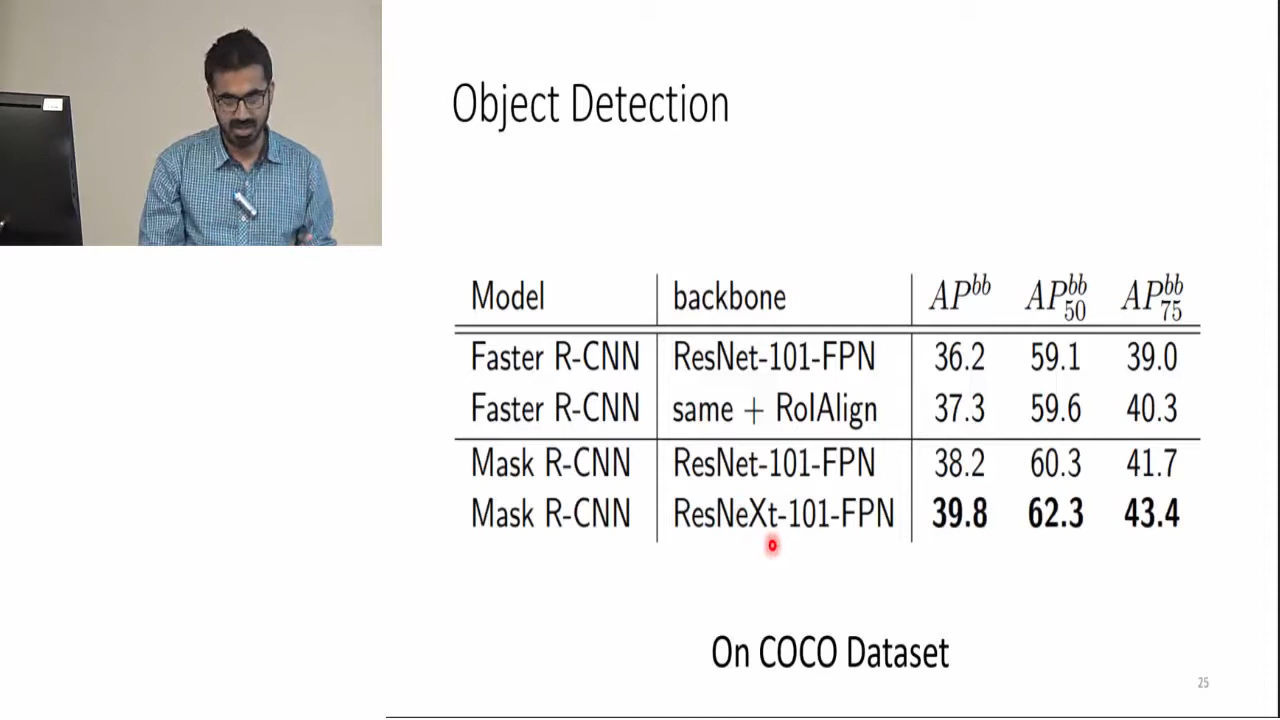 Object Detection
Model backbone AP^bb AP^bb_50 AP^bb_75
Faster R-CNN ResNet-101-FPN 36.2 59.1 39.0
Faster R-CNN same + RoIAlign 37.3 59.6 40.3
Mask R-CNN ResNet-101-FPN 38.2 60.3 41.7
Mask R-CNN ResNeXt-101-FPN 39.8 62.3 43.4
On COCO Dataset
25